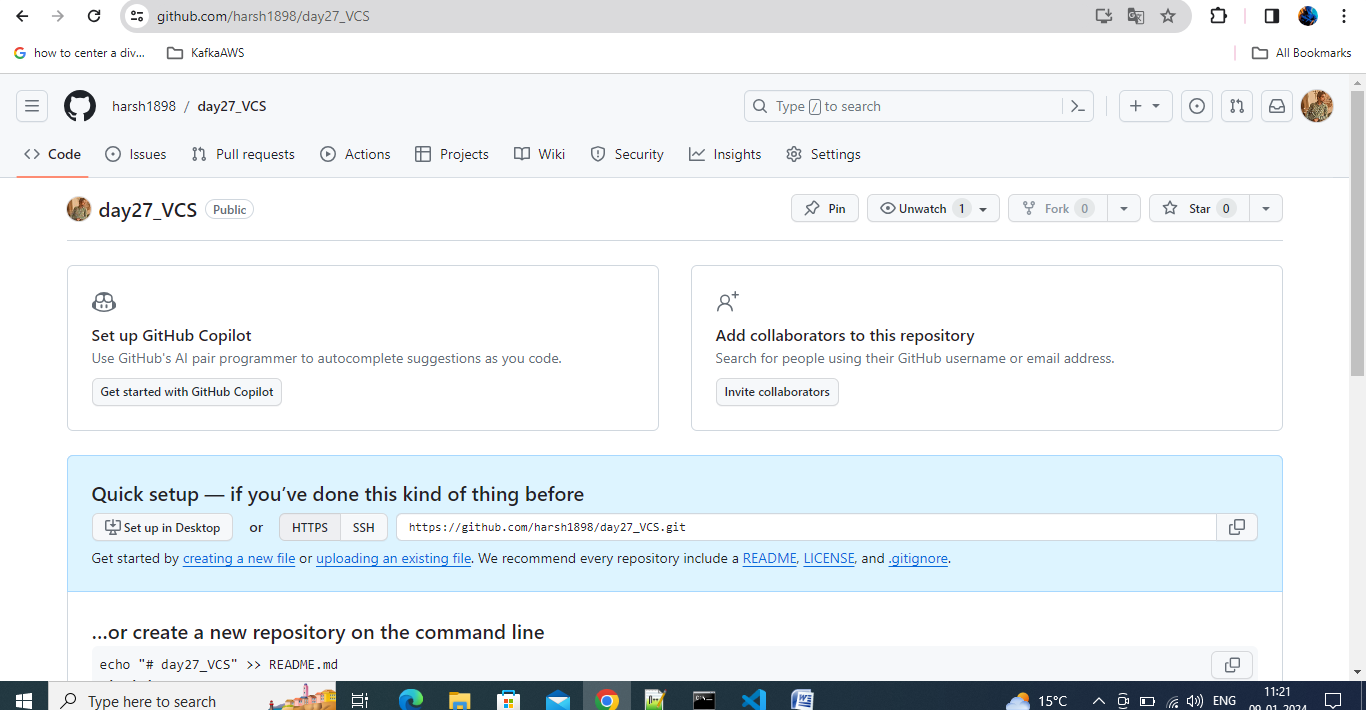 github.com/harsh1898/day27_VCS
how to center a div... KafkaAWS All Bookmarks
harsh1898 / day27_VCS Type / to search
Code Issues Pull requests Actions Projects Wiki Security Insights Settings
day27_VCS Public Pin Unwatch 1 Fork 0 Star 0
Set up GitHub Copilot
Use GitHub's AI pair programmer to autocomplete suggestions as you code.
Get started with GitHub Copilot
Add collaborators to this repository
Search for people using their GitHub username or email address.
Invite collaborators
Quick setup — if you’ve done this kind of thing before
Set up in Desktop or HTTPS SSH https://github.com/harsh1898/day27_VCS.git
Get started by creating a new file or uploading an existing file. We recommend every repository include a README, LICENSE, and .gitignore.
…or create a new repository on the command line
echo "# day27_VCS" >> README.md
Type here to search 15°C ENG 11:21
09-01-2024